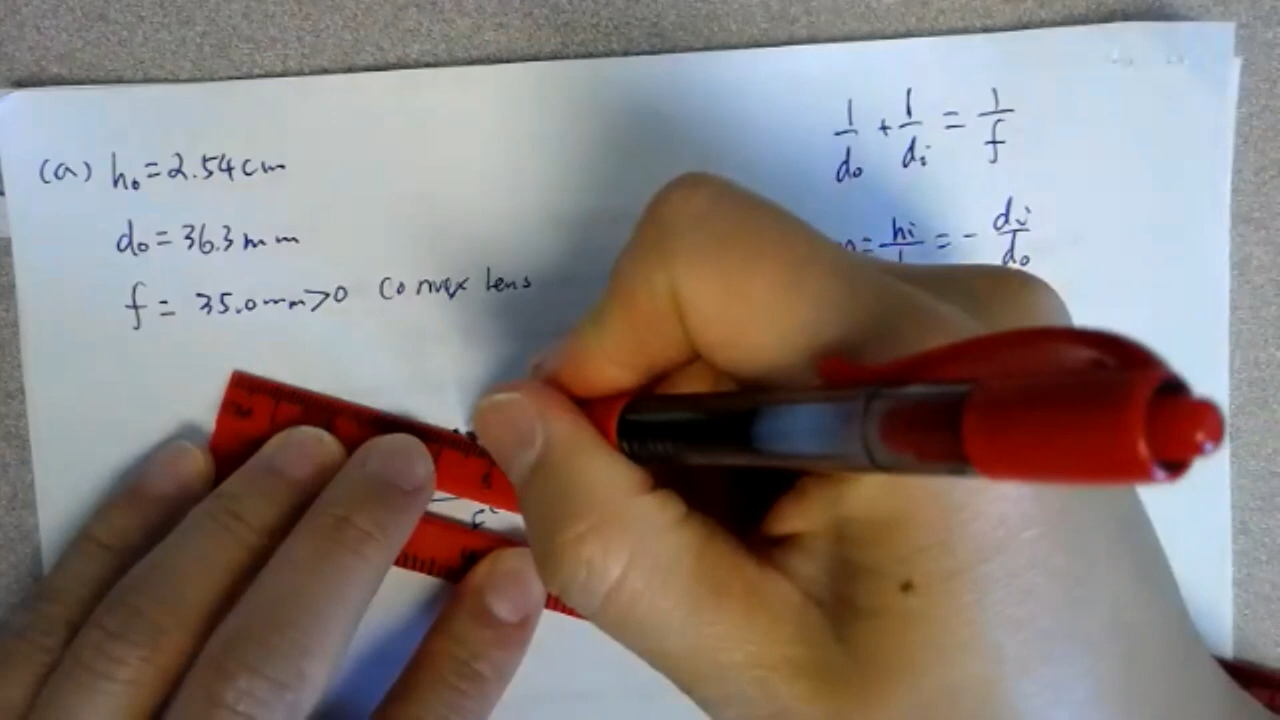 (a) h₀ = 2.54cm
d₀ = 36.3mm
f = 35.0mm>0 Convex lens
1/d₀ + 1/dᵢ = 1/f
= hᵢ/ = - dᵢ/d₀